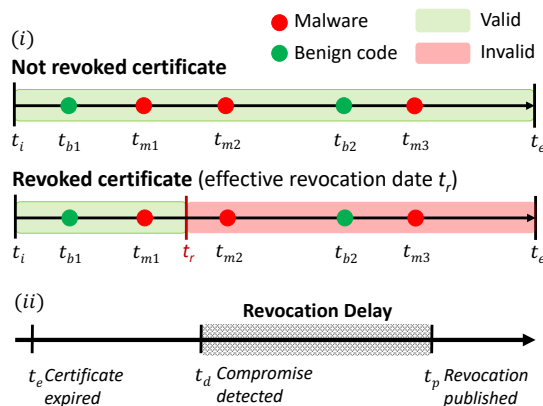 (i)
Malware
Valid
Benign code
Invalid
Not revoked certificate
t_i t_b1 t_m1 t_m2 t_b2 t_m3 t_e
Revoked certificate (effective revocation date t_r)
t_i t_b1 t_m1 t_r t_m2 t_b2 t_m3 t_e
(ii)
Revocation Delay
t_e Certificate expired
t_d Compromise detected
t_p Revocation published